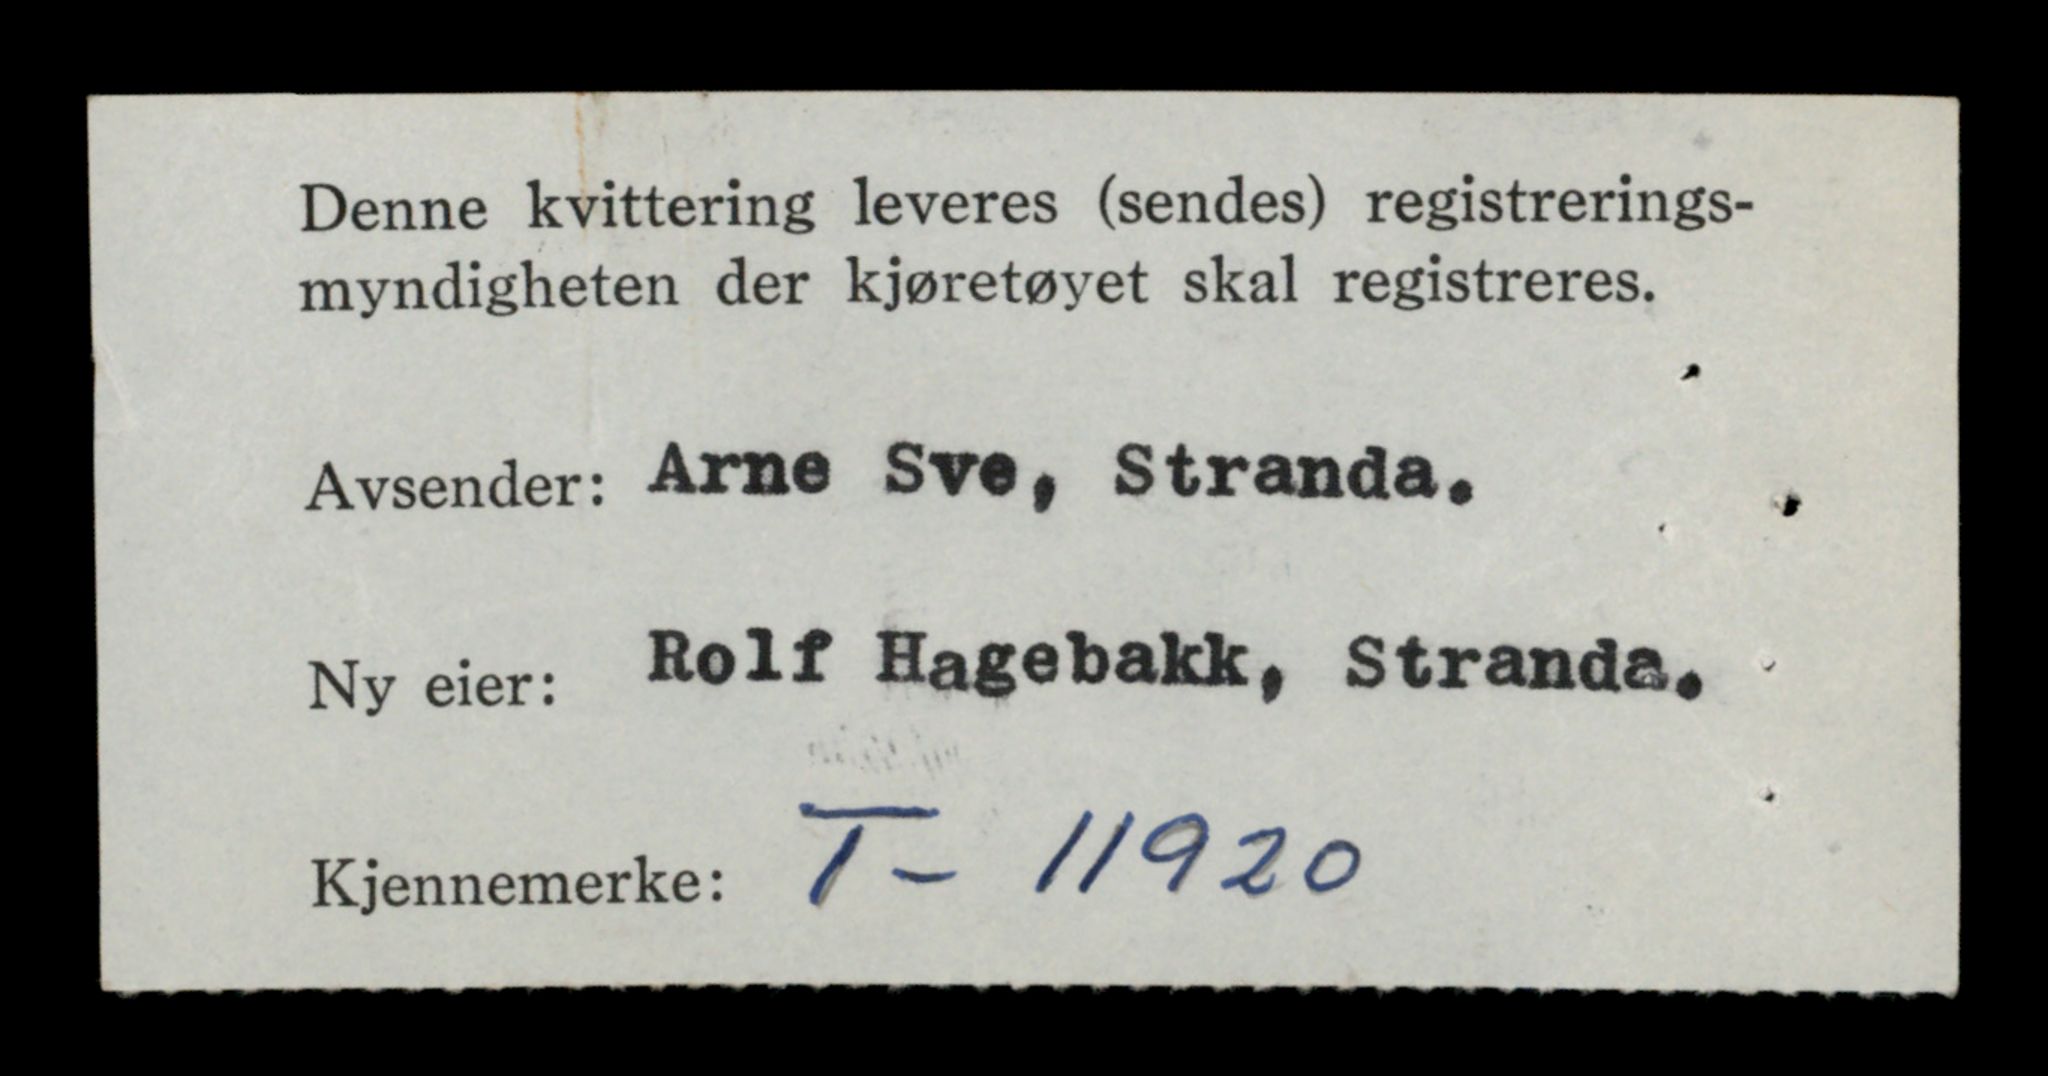 Denne kvittering leveres (sendes) registrerings-
myndigheten der kjøretøyet skal registreres.
Avsender: Arne Sve, Stranda.
Ny eier: Rolf Hagebakk, Stranda.
Kjennemerke: T- 11920